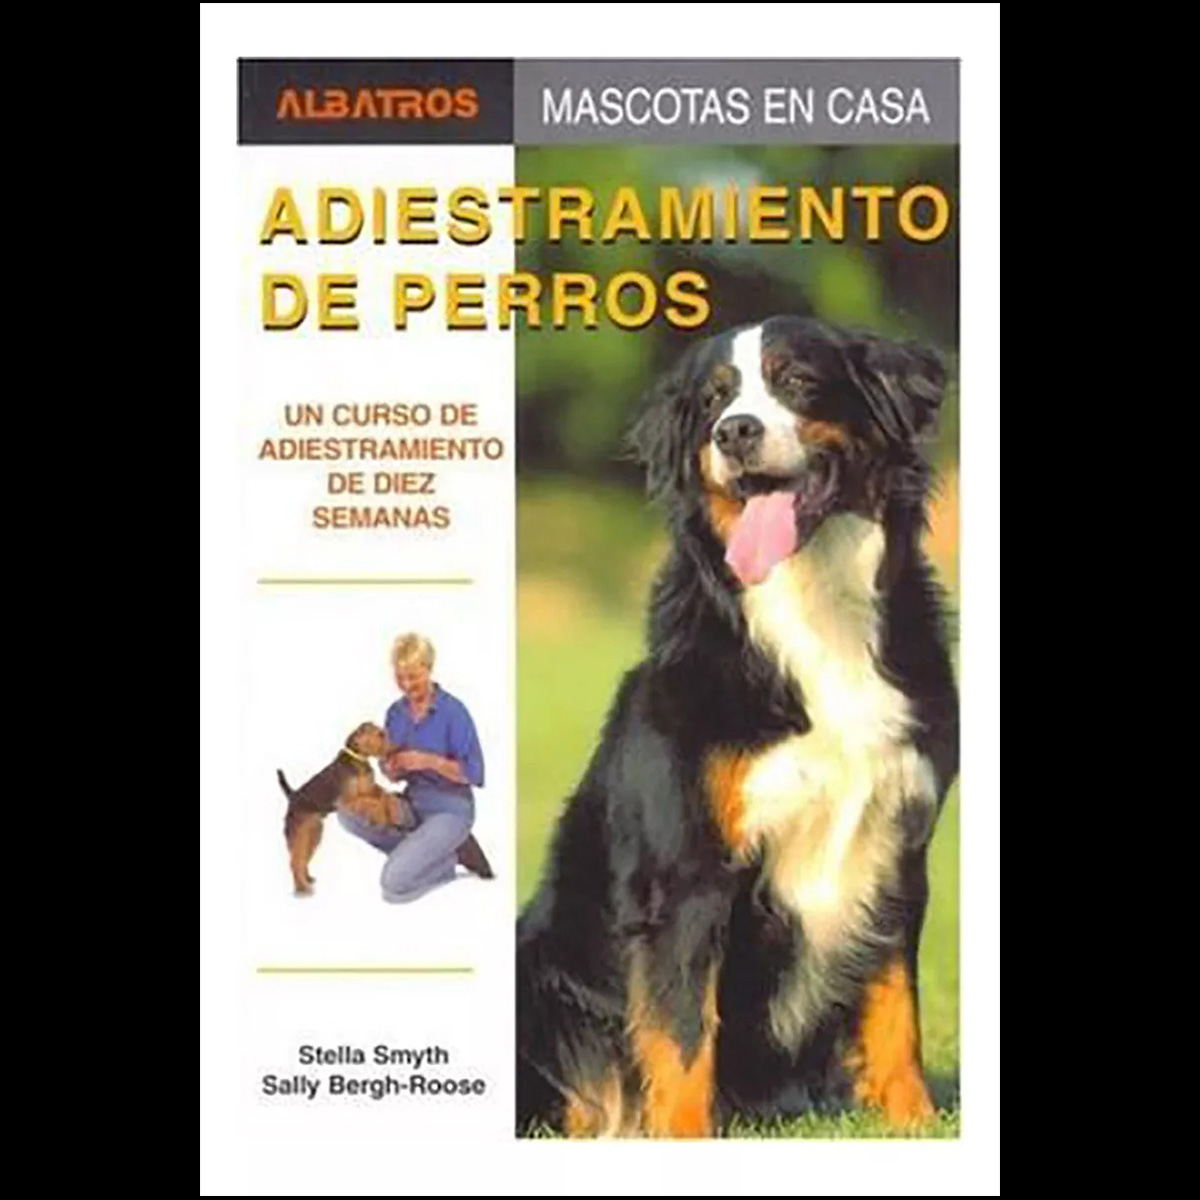 ALBATROS
MASCOTAS EN CASA
ADIESTRAMIENTO
DE PERROS
UN CURSO DE
ADIESTRAMIENTO
DE DIEZ
SEMANAS
Stella Smyth
Sally Bergh-Roose